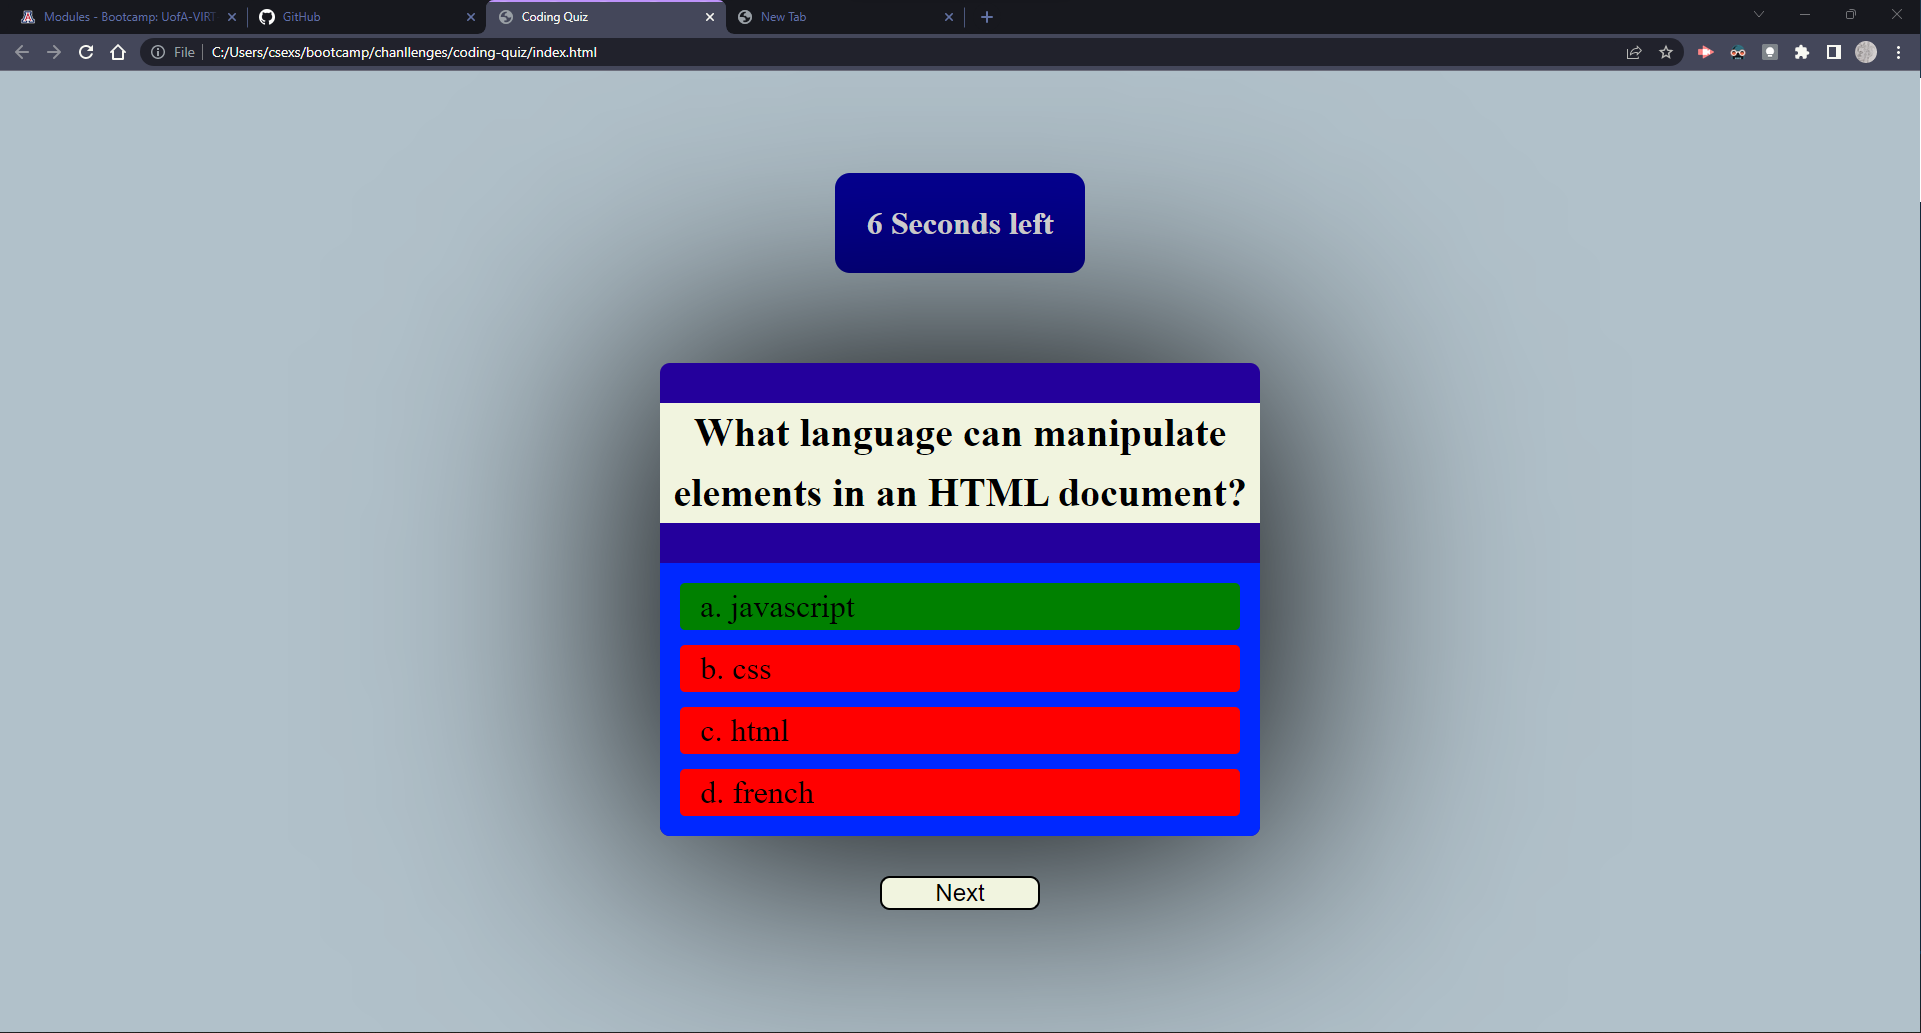 Modules - Bootcamp: UofA-VIRT
GitHub
Coding Quiz
New Tab
File
C:/Users/csexs/bootcamp/chanllenges/coding-quiz/index.html
6 Seconds left
What language can manipulate
elements in an HTML document?
a. javascript
b. css
c. html
d. french
Next